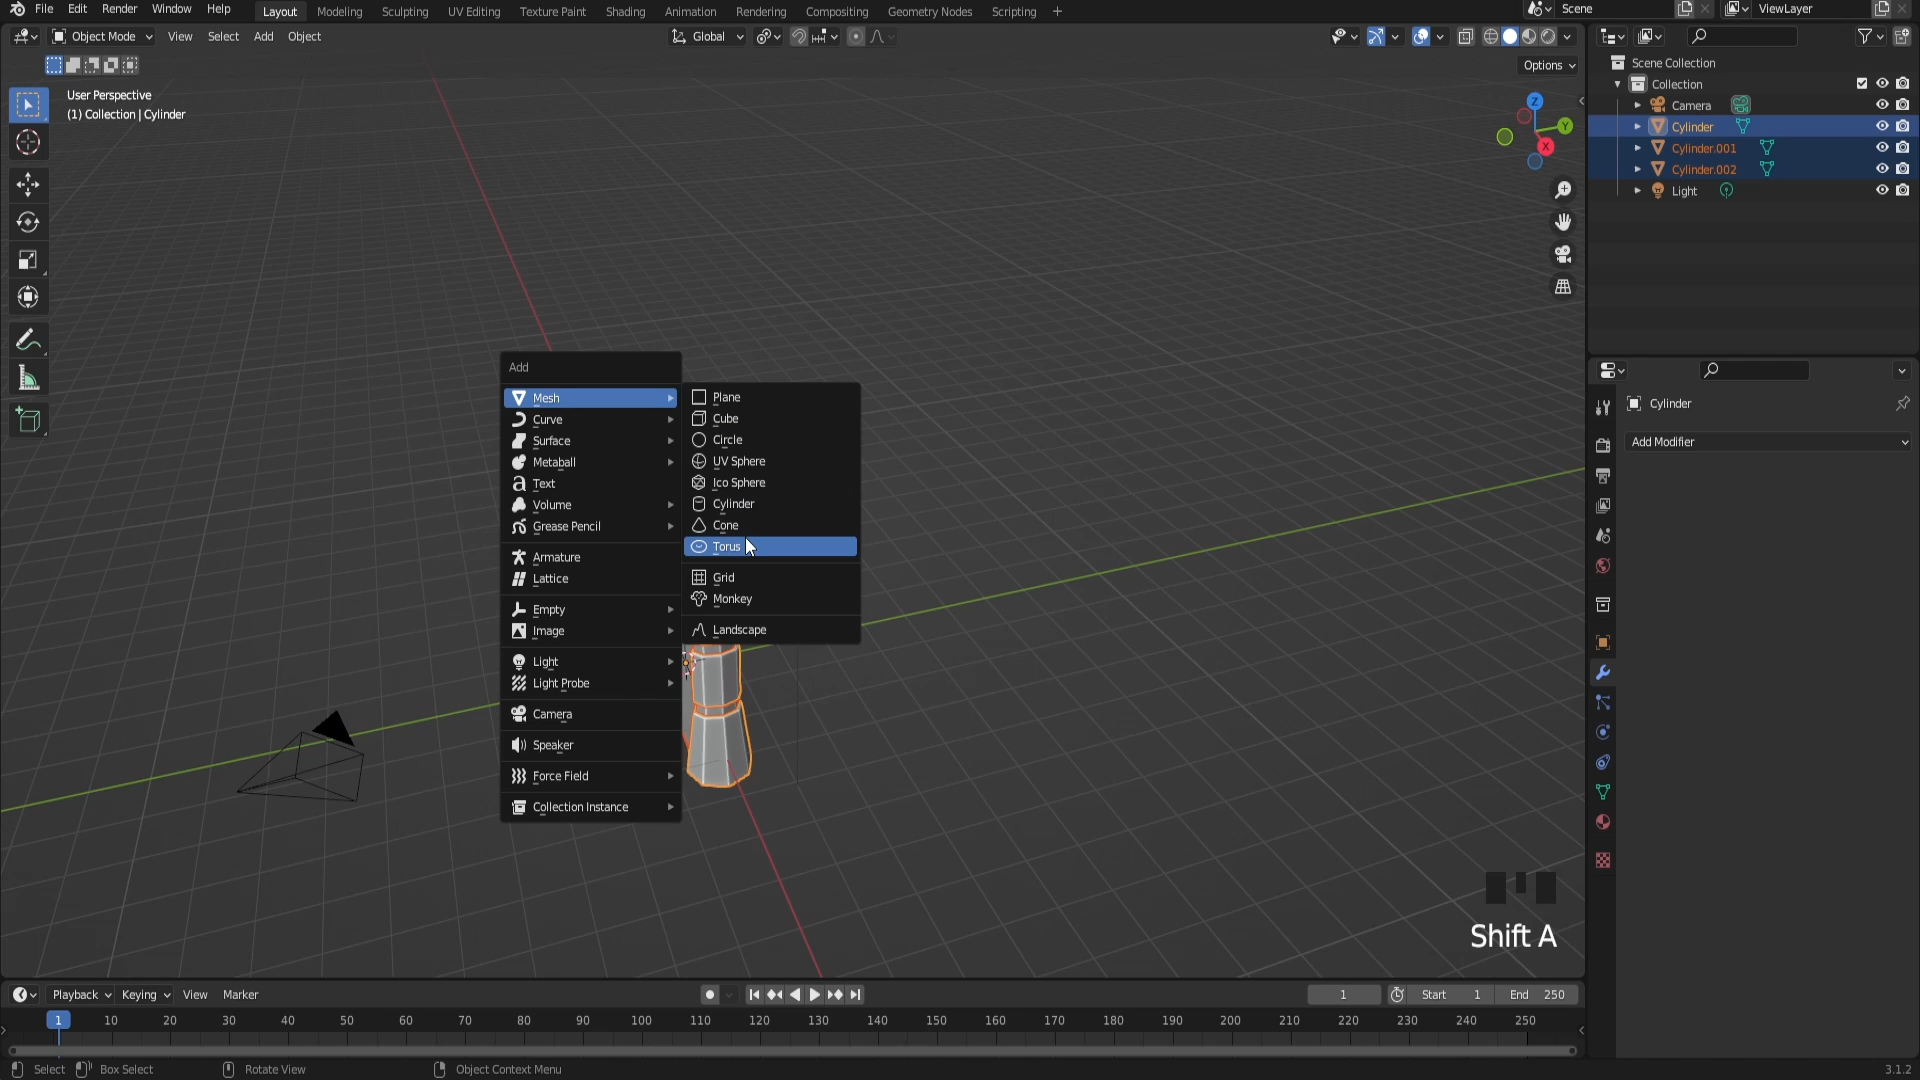 File Edit Render Window Help Layout Modeling Sculpting UV Editing Texture Paint Shading Animation Rendering Compositing Geometry Nodes Scripting + Scene ViewLayer
Object Mode View Select Add Object Global
Options
User Perspective
(1) Collection | Cylinder
Z
Y
X
Scene Collection
Collection
Camera
Cylinder
Cylinder.001
Cylinder.002
Light
Cylinder
Add Modifier
Add
Mesh
Curve
Surface
Metaball
Text
Volume
Grease Pencil
Armature
Lattice
Empty
Image
Light
Light Probe
Camera
Speaker
Force Field
Collection Instance
Plane
Cube
Circle
UV Sphere
Ico Sphere
Cylinder
Cone
Torus
Grid
Monkey
Landscape
Shift A
Playback Keying View Marker 1 Start 1 End 250
1 10 20 30 40 50 60 70 80 90 100 110 120 130 140 150 160 170 180 190 200 210 220 230 240 250
Select Box Select Rotate View Object Context Menu 3.1.2